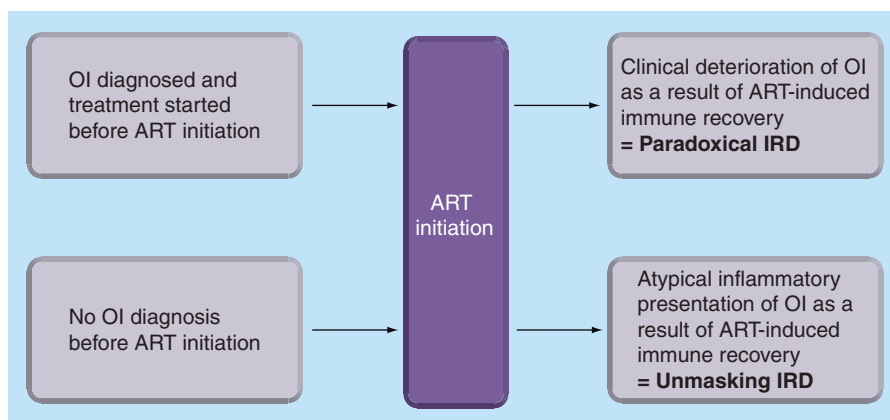 OI diagnosed and
treatment started
before ART initiation
ART
initiation
Clinical deterioration of OI
as a result of ART-induced
immune recovery
= Paradoxical IRD
No OI diagnosis
before ART initiation
Atypical inflammatory
presentation of OI as a
result of ART-induced
immune recovery
= Unmasking IRD